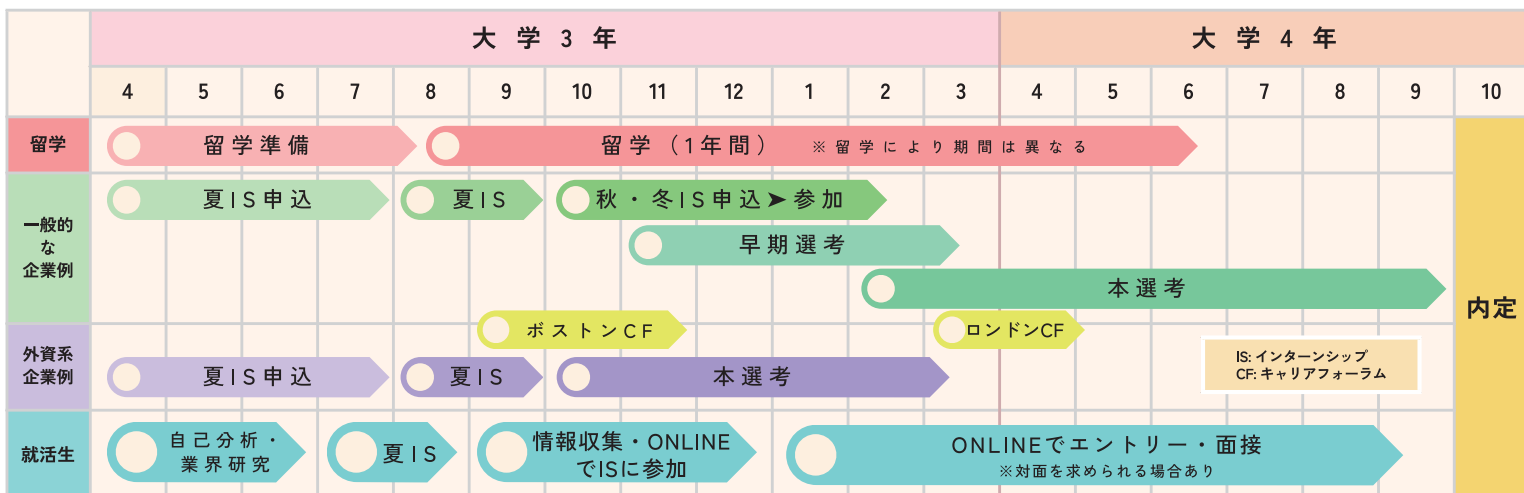 大学3年 大学4年
4 5 6 7 8 9 10 11 12 1 2 3 4 5 6 7 8 9 10
留学 留学準備 留学（1年間） ※留学により期間は異なる
一般的
な
企業例
夏IS申込 夏IS 秋・冬IS申込➤参加
早期選考
本選考
内定
ボストンCF ロンドンCF
外資系
企業例
夏IS申込 夏IS 本選考
IS: インターンシップ
CF: キャリアフォーラム
就活生
自己分析・
業界研究
夏IS
情報収集・ONLINE
でISに参加
ONLINEでエントリー・面接
※対面を求められる場合あり